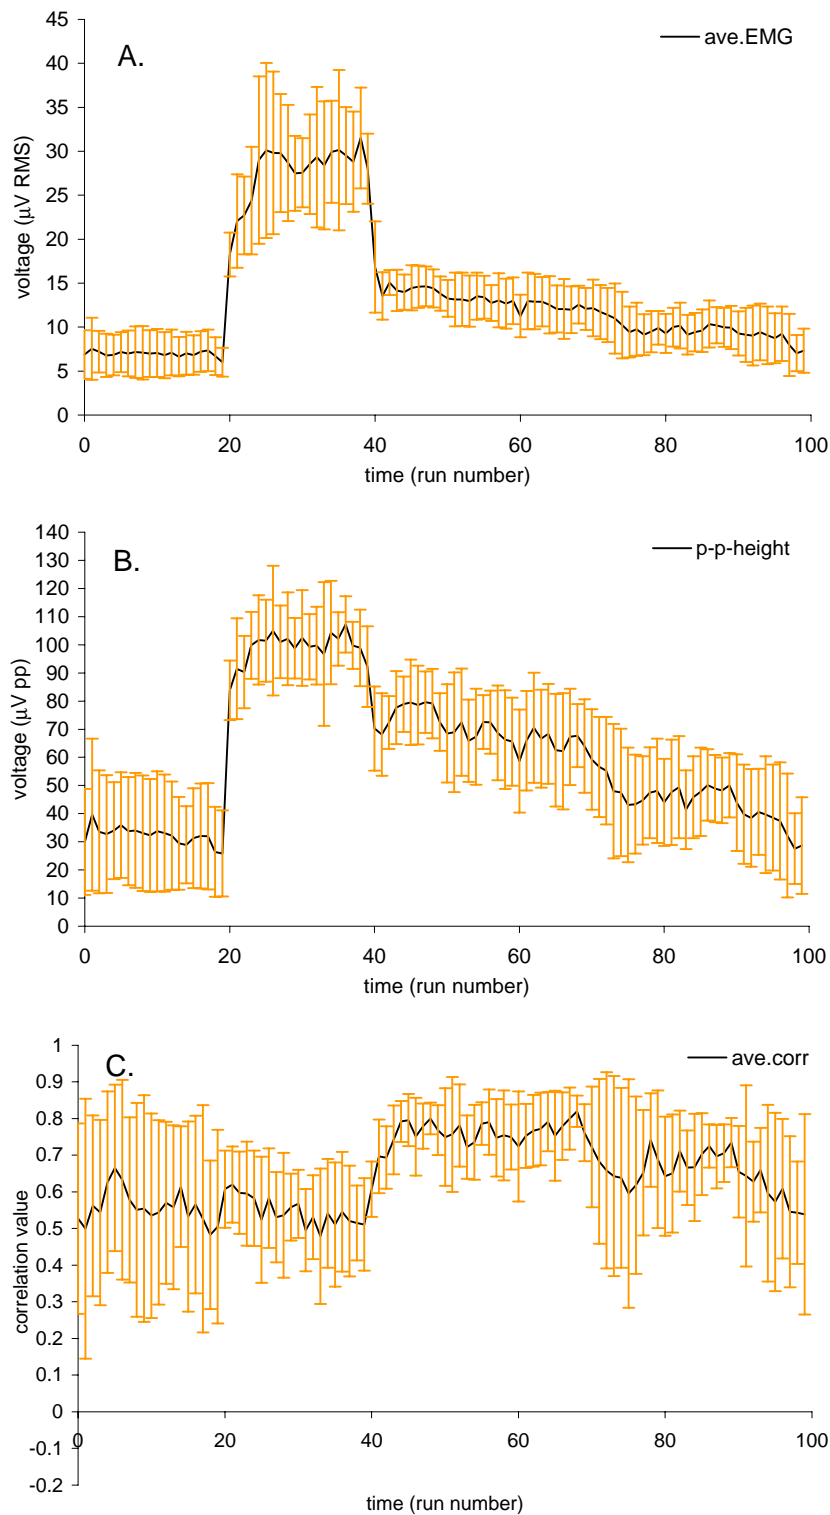 45
A.
ave.EMG
40
35
30
25
20
15
10
5
0
voltage (μV RMS)
0 20 40 60 80 100
time (run number)
140
B.
p-p-height
130
120
110
100
90
80
70
60
50
40
30
20
10
0
voltage (μV pp)
0 20 40 60 80 100
time (run number)
1
C.
ave.corr
0.9
0.8
0.7
0.6
0.5
0.4
0.3
0.2
0.1
0
-0.1
-0.2
correlation value
0 20 40 60 80 100
time (run number)